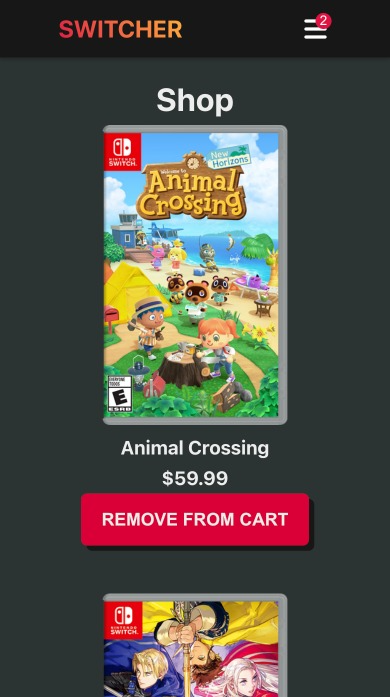 SWITCHER
2
Shop
NINTENDO
SWITCH.
Welcome to
New
Horizons
Animal
Crossing
EVERYONE
E
ESRB
Animal Crossing
$59.99
REMOVE FROM CART
NINTENDO
SWITCH.